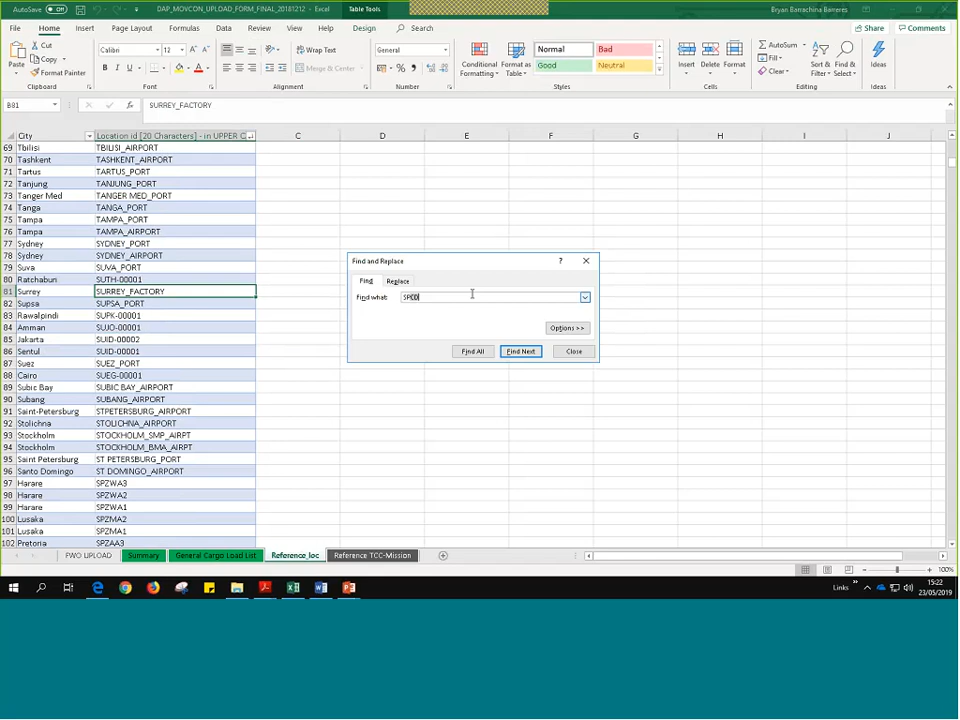 AutoSave Off DAP_MOVCON_UPLOAD_FORM_FINAL_20181212 - Excel Table Tools Bryan Barrachina Barreres
File Home Insert Page Layout Formulas Data Review View Help Design Search Share Comments
Paste Cut Copy Format Painter Calibri 12 Wrap Text Merge & Center General Conditional Formatting Format as Table Normal Bad Good Neutral Insert Delete Format AutoSum Fill Clear Sort & Filter Find & Select Ideas
Clipboard Font Alignment Number Styles Cells Editing Ideas
B81 fx SURREY_FACTORY
City Location id [20 Characters] - in UPPER C C D E F G H I J
69 Tbilisi TBILISI_AIRPORT
70 Tashkent TASHKENT_AIRPORT
71 Tartus TARTUS_PORT
72 Tanjung TANJUNG_PORT
73 Tanger Med TANGER MED_PORT
74 Tanga TANGA_PORT
75 Tampa TAMPA_PORT
76 Tampa TAMPA_AIRPORT
77 Sydney SYDNEY_PORT
78 Sydney SYDNEY_AIRPORT
79 Suva SUVA_PORT
80 Ratchaburi SUTH-00001
81 Surrey SURREY_FACTORY
82 Supsa SUPSA_PORT
83 Rawalpindi SUPK-00001
84 Amman SUJO-00001
85 Jakarta SUID-00002
86 Sentul SUID-00001
87 Suez SUEZ_PORT
88 Cairo SUEG-00001
89 Subic Bay SUBIC BAY_AIRPORT
90 Subang SUBANG_AIRPORT
91 Saint-Petersburg STPETERSBURG_AIRPORT
92 Stolichna STOLICHNA_AIRPORT
93 Stockholm STOCKHOLM_SMP_AIRPT
94 Stockholm STOCKHOLM_BMA_AIRPT
95 Saint Petersburg ST PETERSBURG_PORT
96 Santo Domingo ST DOMINGO_AIRPORT
97 Harare SPZWA3
98 Harare SPZWA2
99 Harare SPZWA1
100 Lusaka SPZMA2
101 Lusaka SPZMA1
102 Pretoria SPZAA3
Find and Replace ? ×
Find Replace
Find what:
Options >>
Find All Find Next Close
FWO UPLOAD Summary General Cargo Load List Reference_loc Reference TCC-Mission
100%
Links » 15:22
23/05/2019